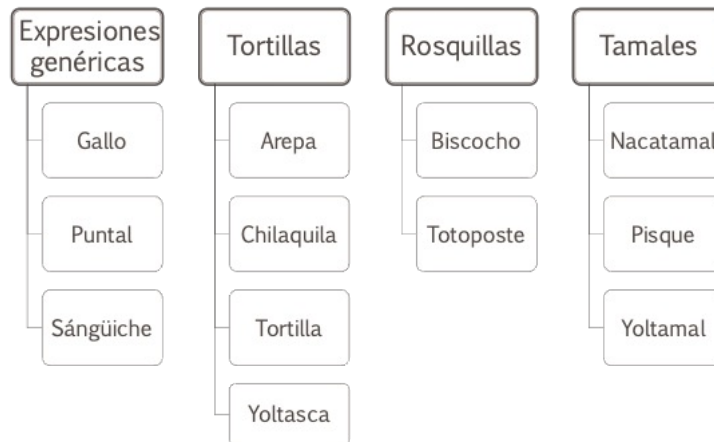 Expresiones
genéricas
Gallo
Puntal
Sángüiche
Tortillas
Arepa
Chilaquila
Tortilla
Yoltasca
Rosquillas
Biscocho
Totoposte
Tamales
Nacatamal
Pisque
Yoltamal